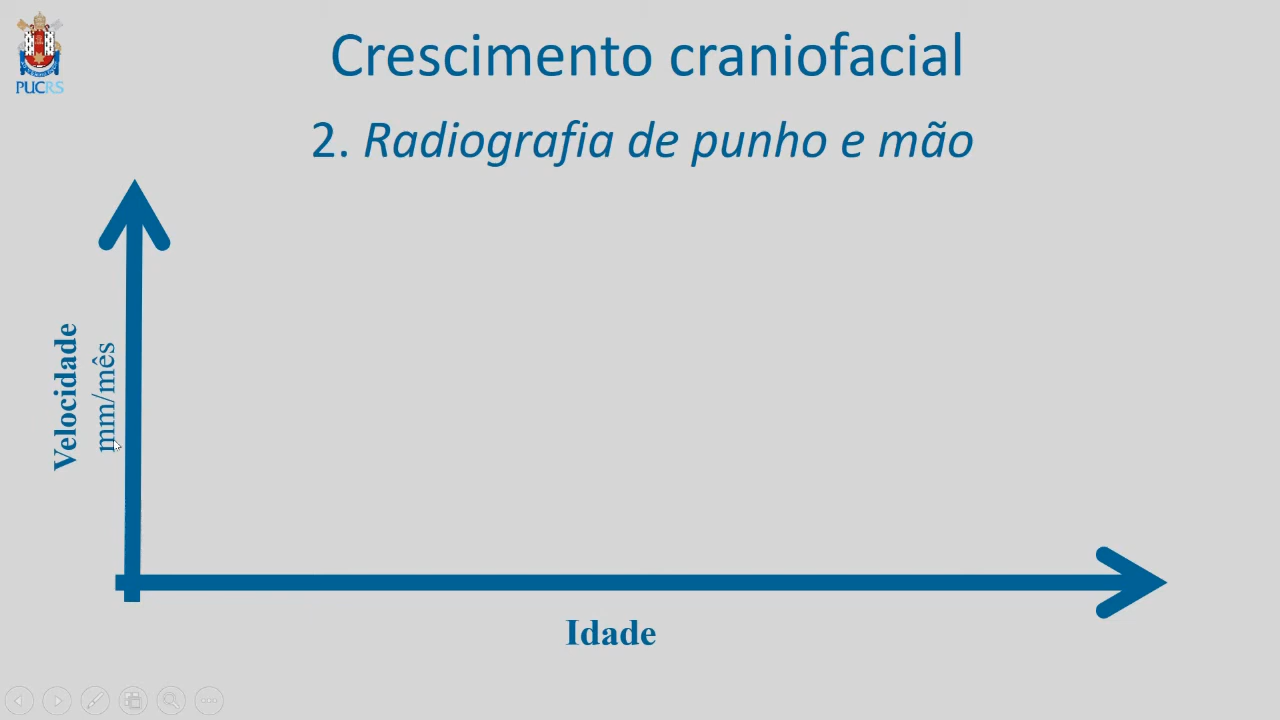 PUCRS
Crescimento craniofacial
2. Radiografia de punho e mão
Velocidade
mm/mês
Idade